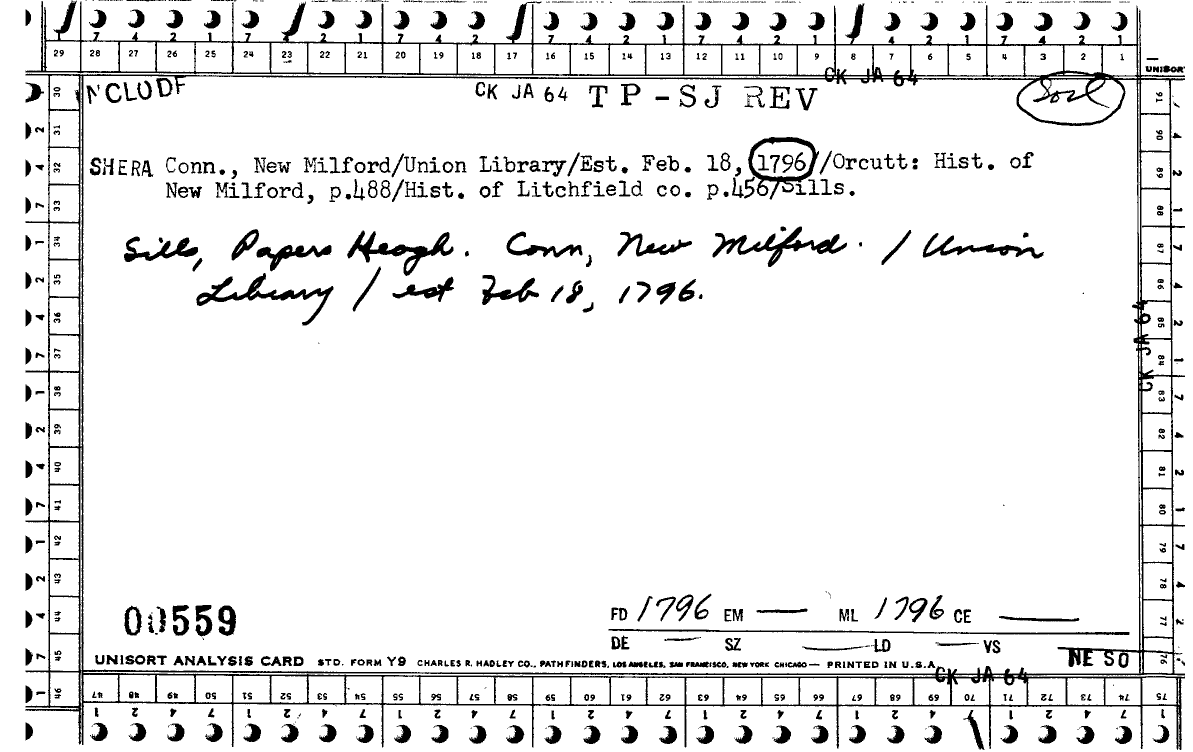 7 4 2 1 7 4 2 1 7 4 2 1 7 4 2 1 7 4 2 1 7 4 2 1 7 4 2 1
29 28 27 26 25 24 23 22 21 20 19 18 17 16 15 14 13 12 11 10 9 8 7 6 5 4 3 2 1
UNISORT
CK JA 64
NCLUDE CK JA 64 TP-SJ REV Socl
SHERA Conn., New Milford/Union Library/Est. Feb. 18, 1796//Orcutt: Hist. of
New Milford, p.488/Hist. of Litchfield co. p.456/Sills.
Sills, Papers Heogh. Conn, New Milford. / Union
Library / est Feb 18, 1796.
30 31 32 33 34 35 36 37 38 39 40 41 42 43 44 45 46
91 90 89 88 87 86 85 84 83 82 81 80 79 78 77 76
CK JA 64
00559
FD 1796 EM — ML 1796 CE —
DE — SZ — LD — VS
NE SO
UNISORT ANALYSIS CARD STD. FORM Y9 CHARLES R. HADLEY CO., PATHFINDERS, LOS ANGELES, SAN FRANCISCO, NEW YORK CHICAGO — PRINTED IN U.S.A.
CK JA 64
47 48 49 50 51 52 53 54 55 56 57 58 59 60 61 62 63 64 65 66 67 68 69 70 71 72 73 74 75
1 2 4 7 1 2 4 7 1 2 4 7 1 2 4 7 1 2 4 7 1 2 4 7 1 2 4 7 1